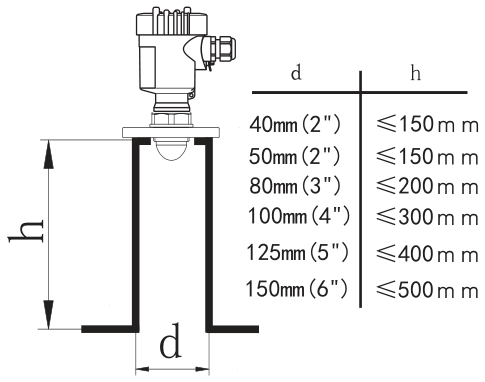 d h
40mm(2") ≤150mm
50mm(2") ≤150mm
80mm(3") ≤200mm
100mm(4") ≤300mm
125mm(5") ≤400mm
150mm(6") ≤500mm
h
d